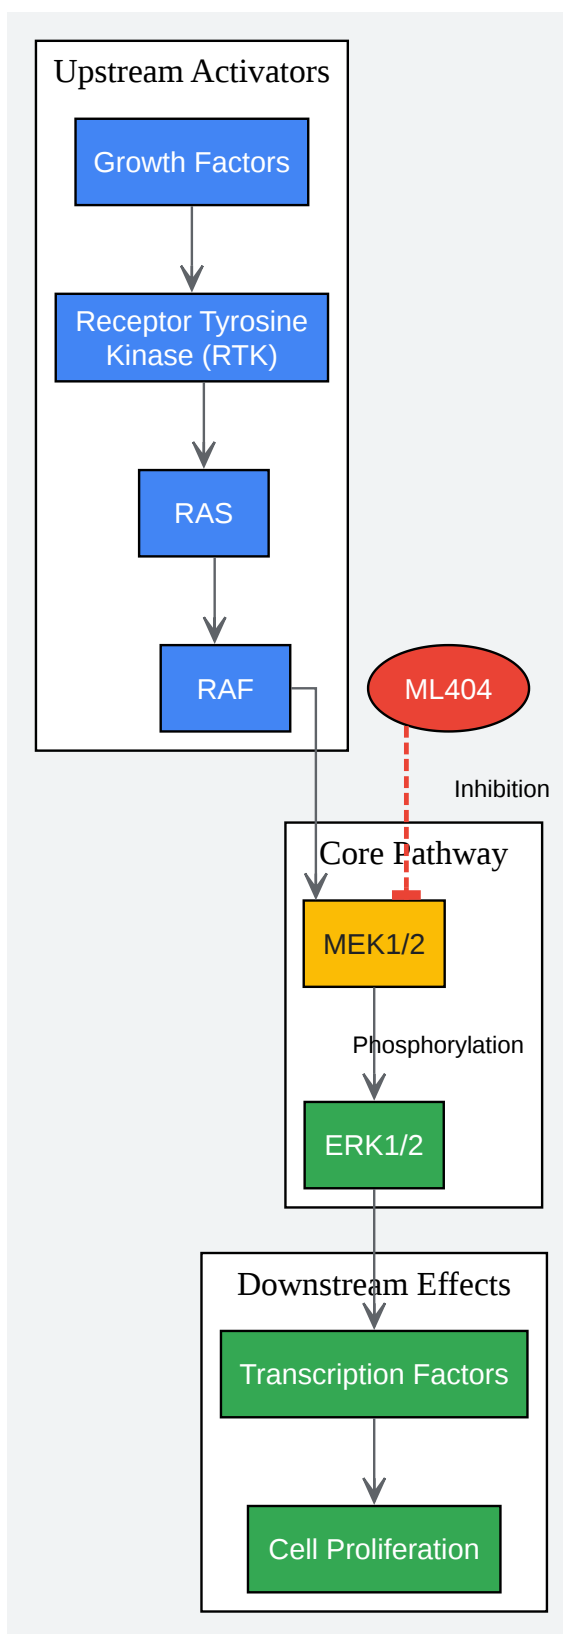 Upstream Activators
Growth Factors
Receptor Tyrosine
Kinase (RTK)
RAS
RAF
ML404
Inhibition
Core Pathway
MEK1/2
Phosphorylation
ERK1/2
Downstream Effects
Transcription Factors
Cell Proliferation